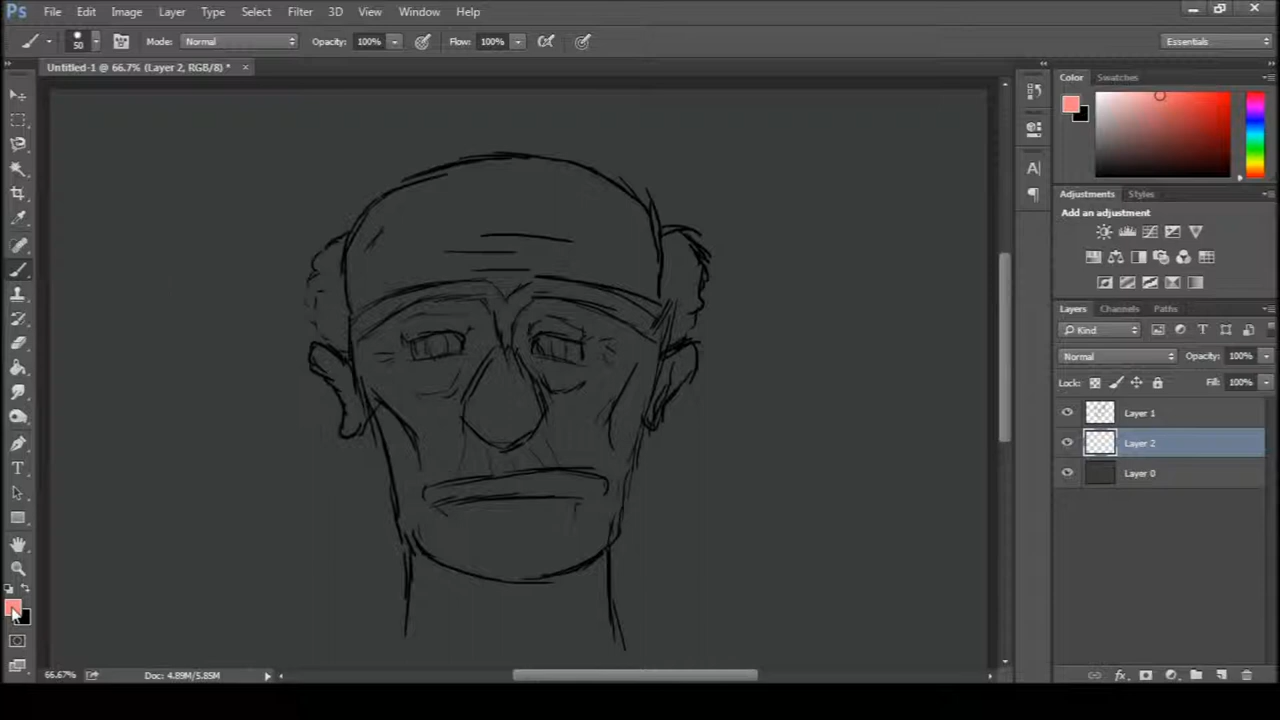 Ps File Edit Image Layer Type Select Filter 3D View Window Help
50 Mode: Normal Opacity: 100% Flow: 100% Essentials
Untitled-1 @ 66.7% (Layer 2, RGB/8) * ×
Color Swatches
Adjustments Styles
Add an adjustment
Layers Channels Paths
Kind
Normal Opacity: 100%
Lock: Fill: 100%
Layer 1
Layer 2
Layer 0
66.67% Doc: 4.89M/5.85M